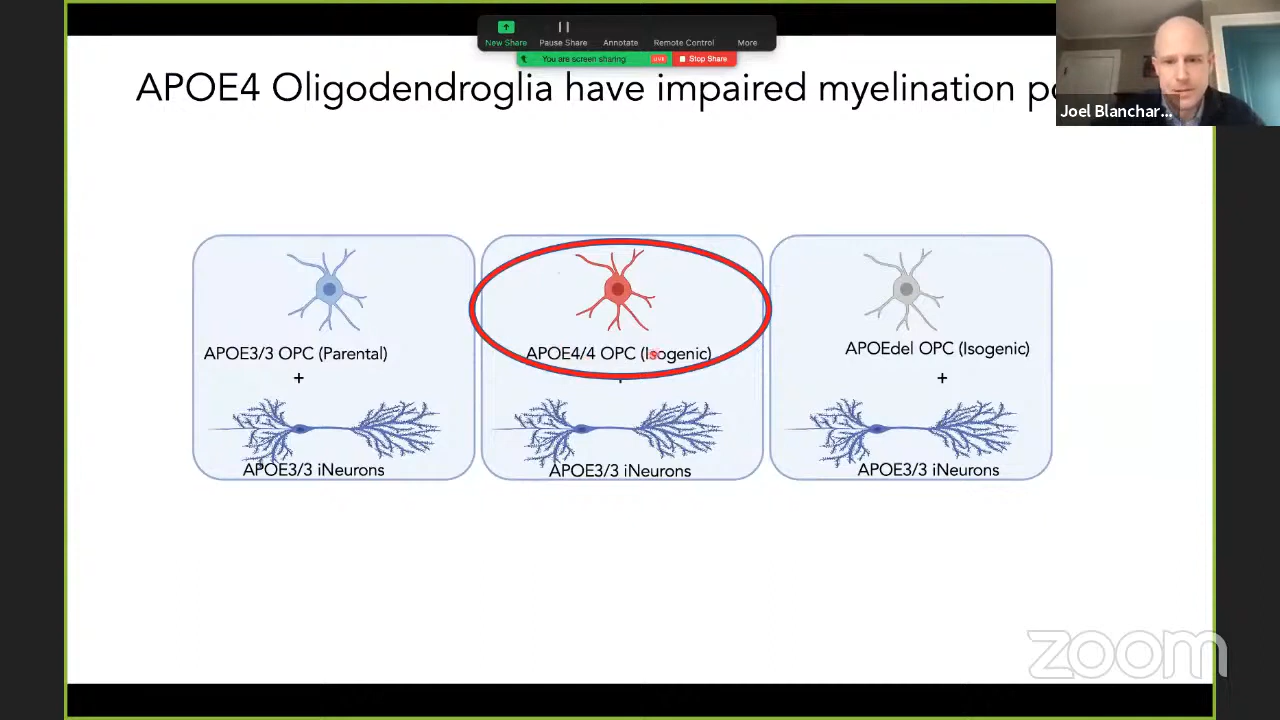 New Share
Pause Share
Annotate
Remote Control
More
You are screen sharing
LIVE
Stop Share
APOE4 Oligodendroglia have impaired myelination
Joel Blanchar...
APOE3/3 OPC (Parental)
+
APOE3/3 iNeurons
APOE4/4 OPC (Isogenic)
APOE3/3 iNeurons
APOEdel OPC (Isogenic)
+
APOE3/3 iNeurons
zoom